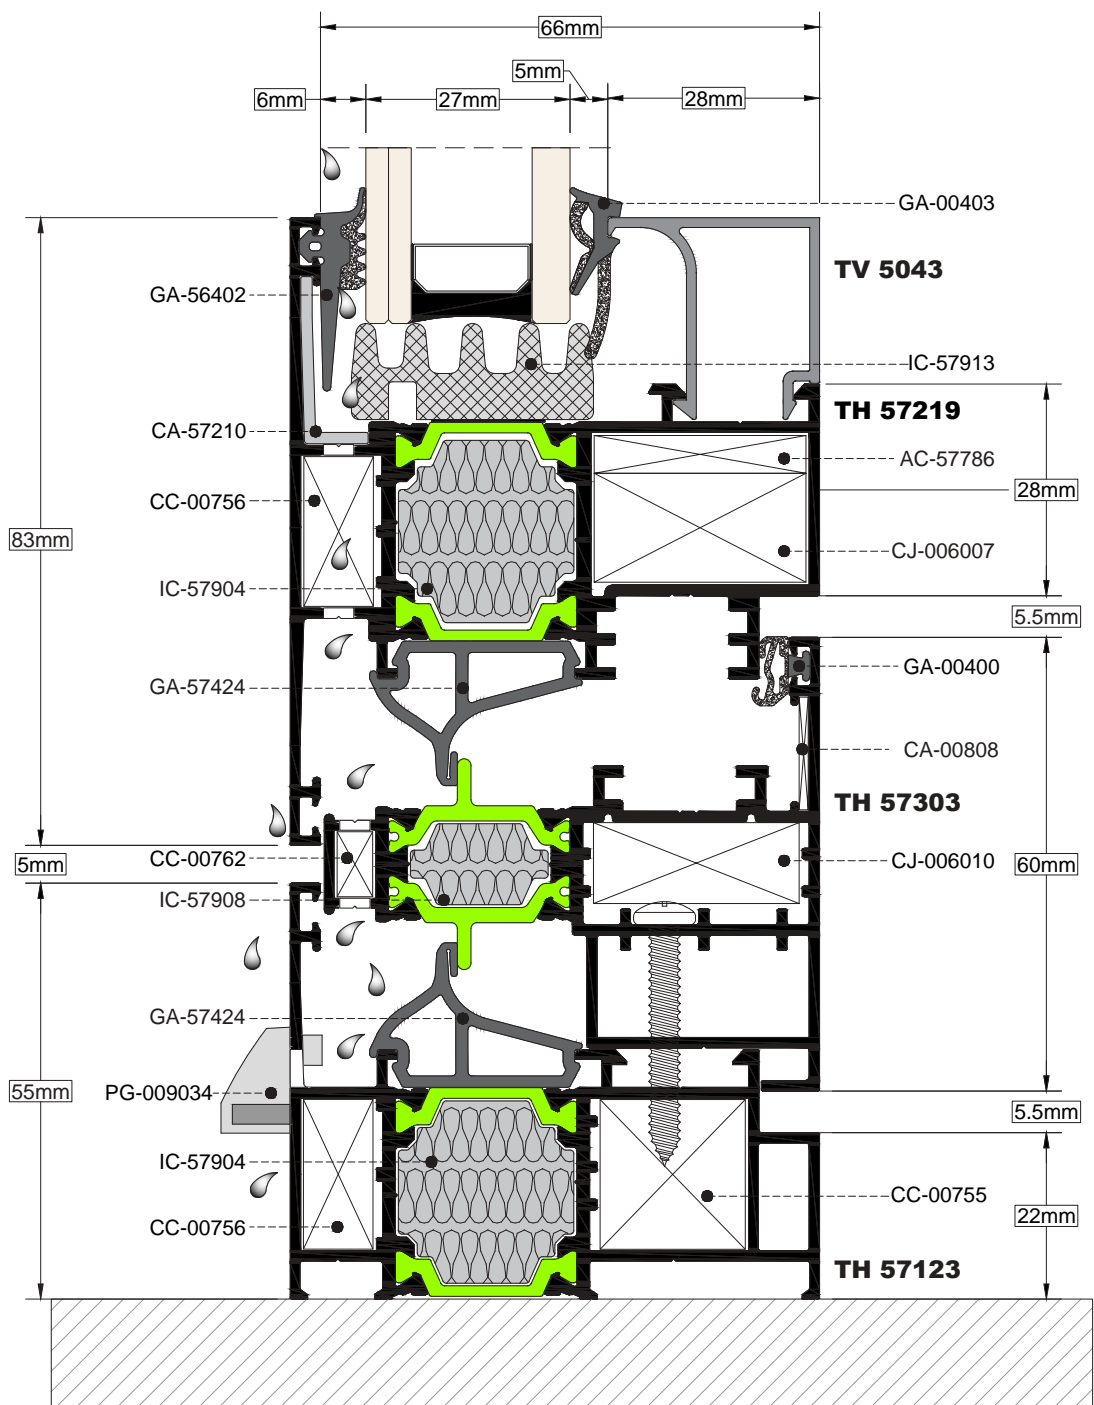 66mm
5mm
6mm
27mm
28mm
GA-00403
TV 5043
GA-56402
IC-57913
TH 57219
CA-57210
AC-57786
28mm
CC-00756
83mm
CJ-006007
IC-57904
5.5mm
GA-00400
GA-57424
CA-00808
TH 57303
CC-00762
5mm
CJ-006010
60mm
IC-57908
GA-57424
55mm
PG-009034
5.5mm
IC-57904
CC-00755
22mm
CC-00756
TH 57123